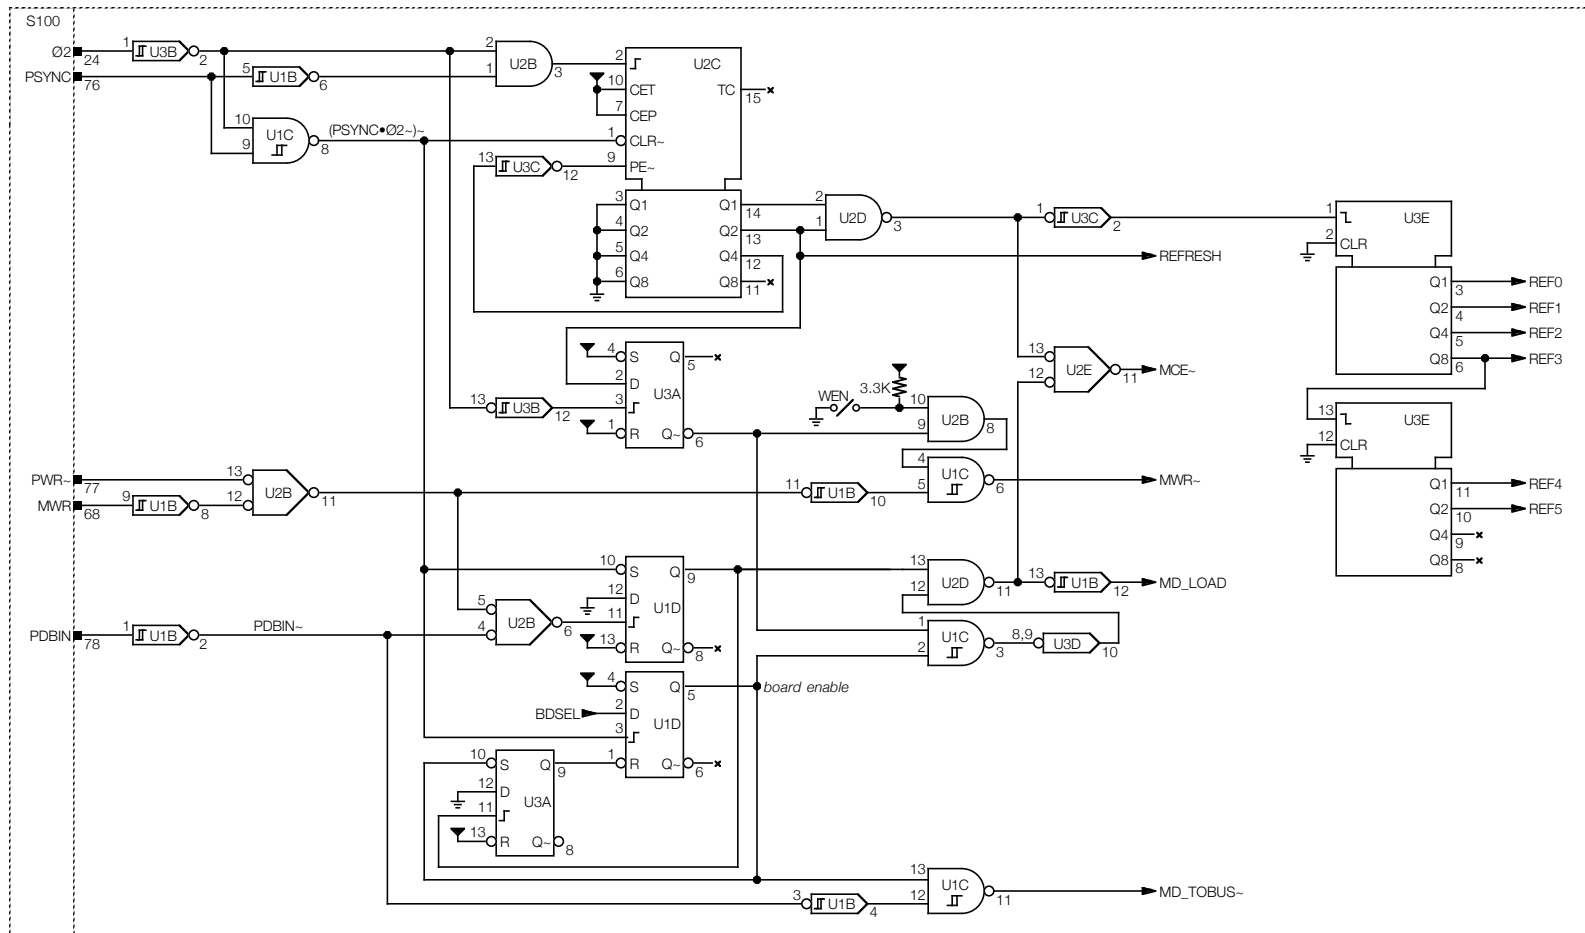 S100
Ø2
24
1
U3B
2
PSYNC
76
5
U1B
6
10
9
U1C
8
(PSYNC•Ø2~)~
2
1
U2B
3
2
U2C
10
CET
7
CEP
1
CLR~
9
PE~
TC
15
13
U3C
12
3
Q1
4
Q2
5
Q4
6
Q8
Q1
14
Q2
13
Q4
12
Q8
11
2
1
U2D
3
1
U3C
2
REFRESH
1
U3E
2
CLR
Q1
3
REF0
Q2
4
REF1
Q4
5
REF2
Q8
6
REF3
4
S
Q
5
2
D
U3A
3
1
R
Q~
6
13
U3B
12
WEN
3.3K
10
9
U2B
8
13
12
U2E
11
MCE~
13
U3E
12
CLR
Q1
11
REF4
Q2
10
REF5
Q4
9
Q8
8
PWR~
77
MWR
68
9
U1B
8
13
12
U2B
11
11
U1B
10
4
5
U1C
6
MWR~
10
S
Q
9
12
D
U1D
11
13
R
Q~
8
13
12
U2D
11
13
U1B
12
MD_LOAD
PDBIN
78
1
U1B
2
PDBIN~
5
4
U2B
6
1
2
U1C
3
8,9
U3D
10
4
S
Q
5
board enable
BDSEL
2
D
U1D
3
1
R
Q~
6
10
S
Q
9
12
D
U3A
11
13
R
Q~
8
13
12
U1C
11
MD_TOBUS~
3
U1B
4